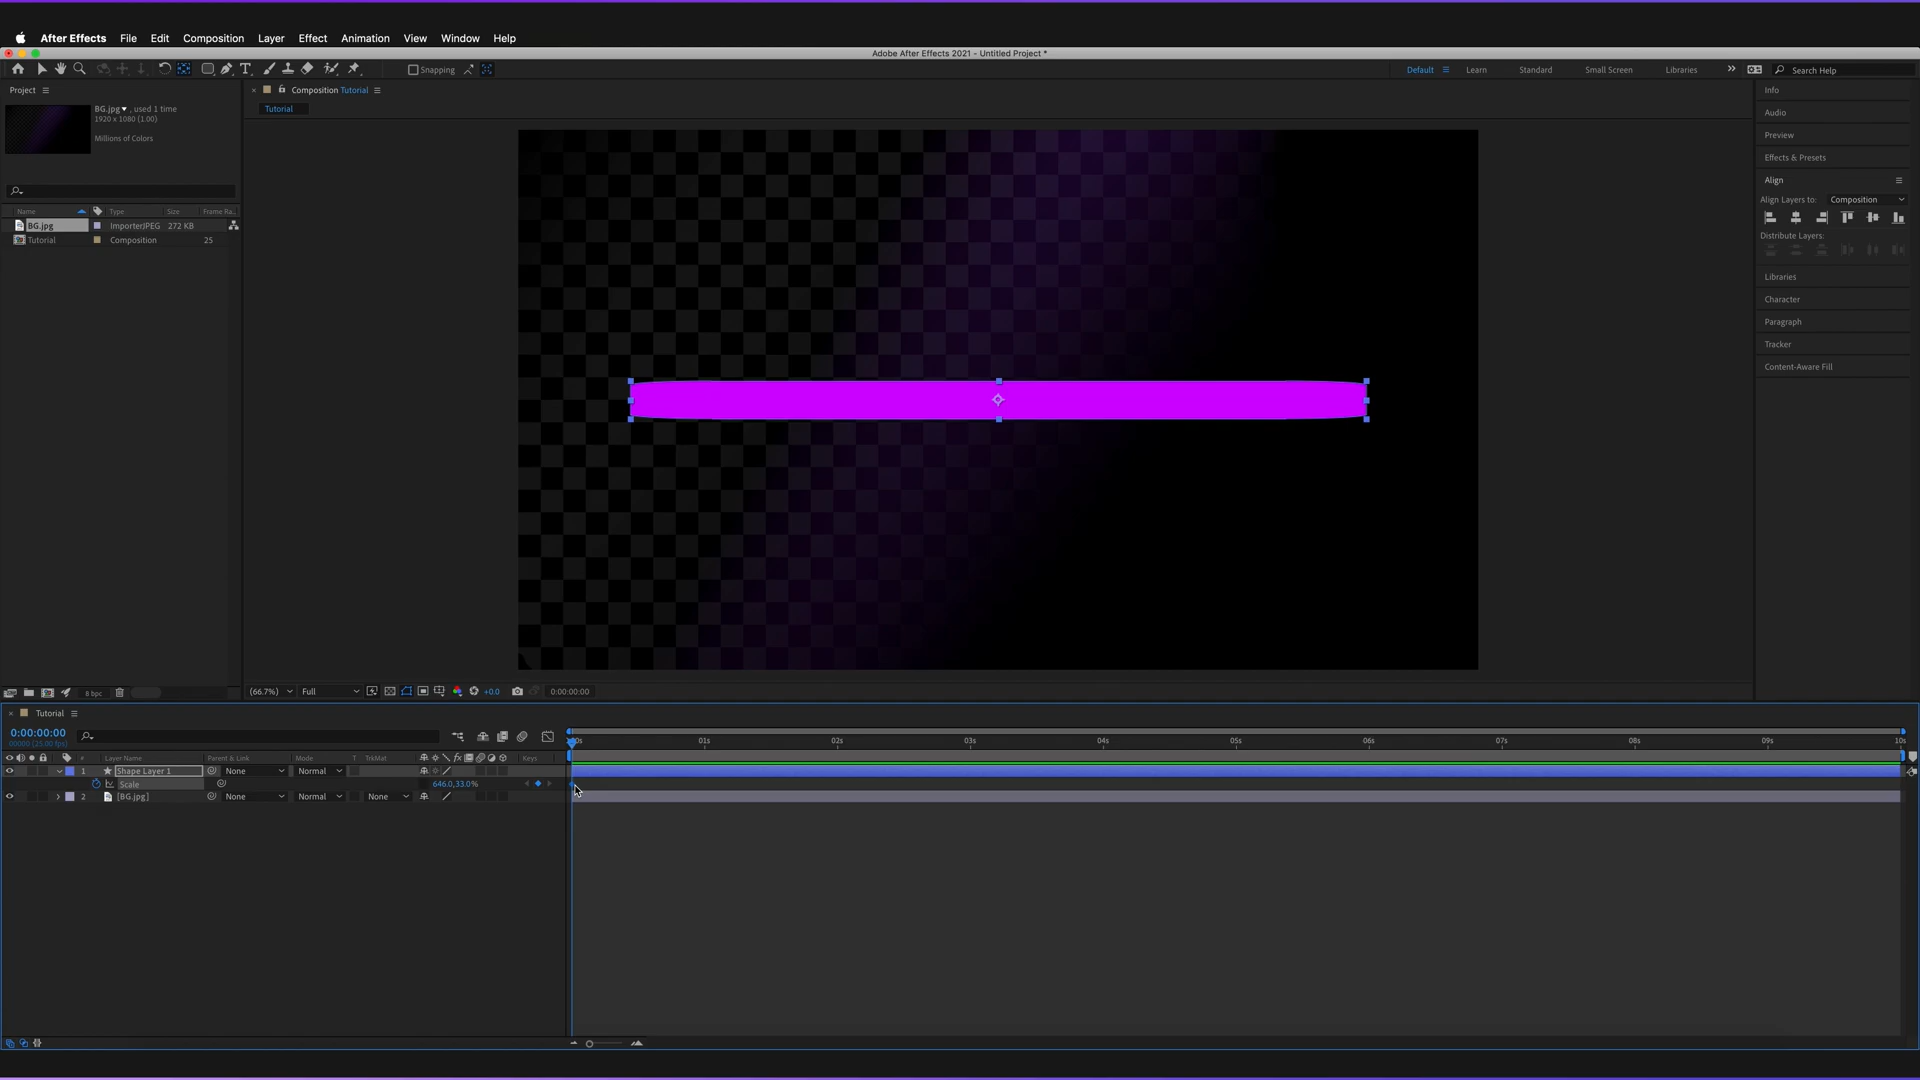 After Effects File Edit Composition Layer Effect Animation View Window Help
Adobe After Effects 2021 - Untitled Project *
Snapping
Default Learn Standard Small Screen Libraries Search Help
Project
BG.jpg , used 1 time
1920 x 1080 (1.00)
Millions of Colors
Name Type Size Frame Ra..
BG.jpg ImporterJPEG 272 KB
Tutorial Composition 25
8 bpc
Composition Tutorial
Tutorial
(66.7%) Full +0.0 0:00:00:00
Info
Audio
Preview
Effects & Presets
Align
Align Layers to: Composition
Distribute Layers:
Libraries
Character
Paragraph
Tracker
Content-Aware Fill
Tutorial
0:00:00:00
00000 (25.00 fps)
# Layer Name Parent & Link Mode T TrkMat Keys
1 Shape Layer 1 None Normal
Scale 646.0,33.0%
2 [BG.jpg] None Normal None
01s 02s 03s 04s 05s 06s 07s 08s 09s 10s